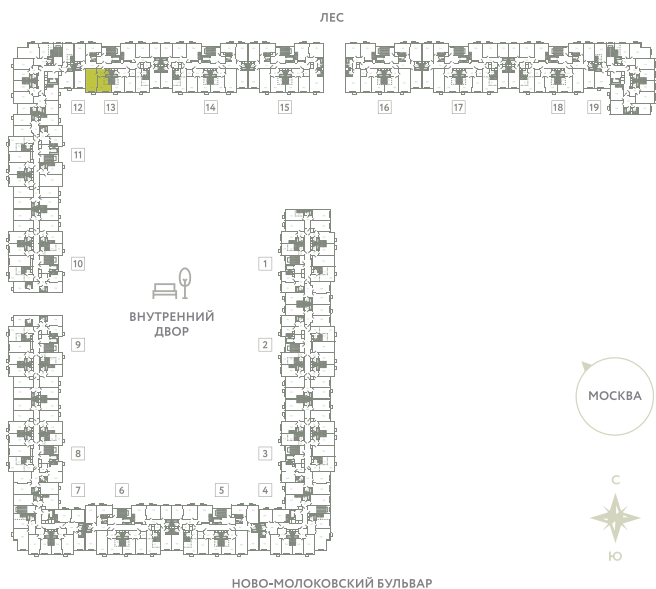 ЛЕС
12 13 14 15 16 17 18 19
11
10 1
ВНУТРЕННИЙ
ДВОР
9 2
МОСКВА
8 3
7 6 5 4
С
Ю
НОВО-МОЛОКОВСКИЙ БУЛЬВАР